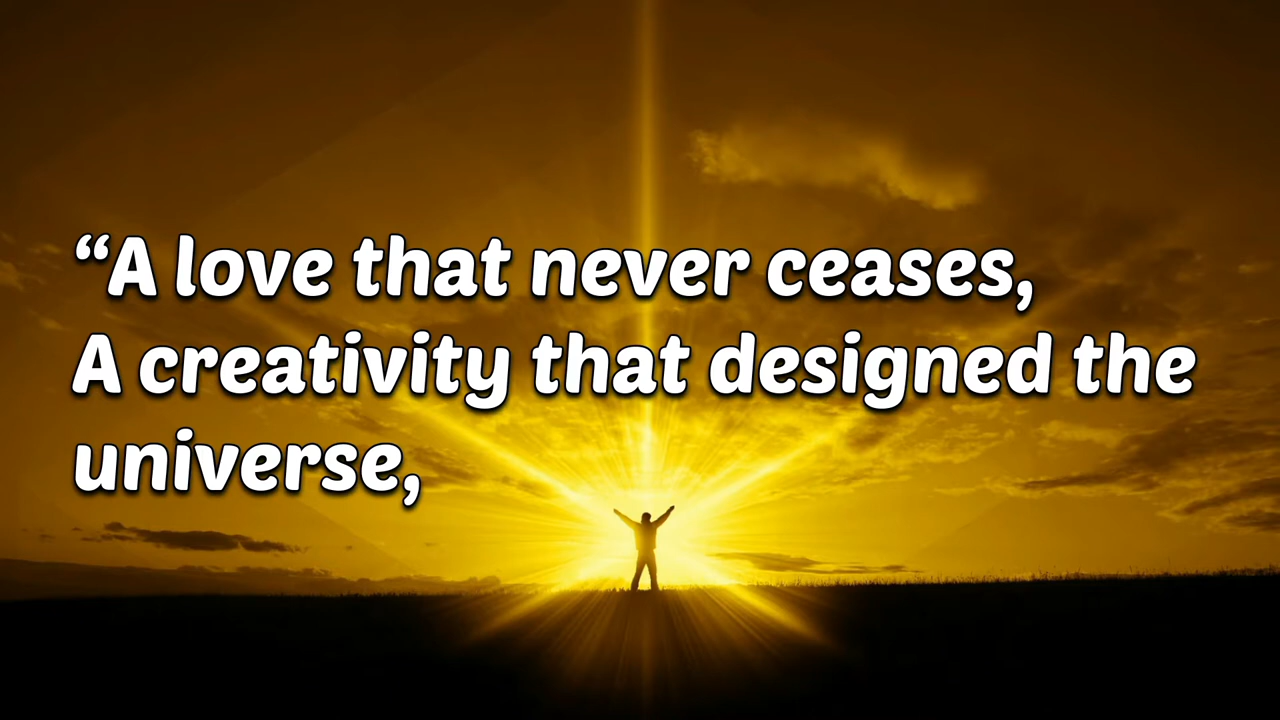 “A love that never ceases,
A creativity that designed the
universe,